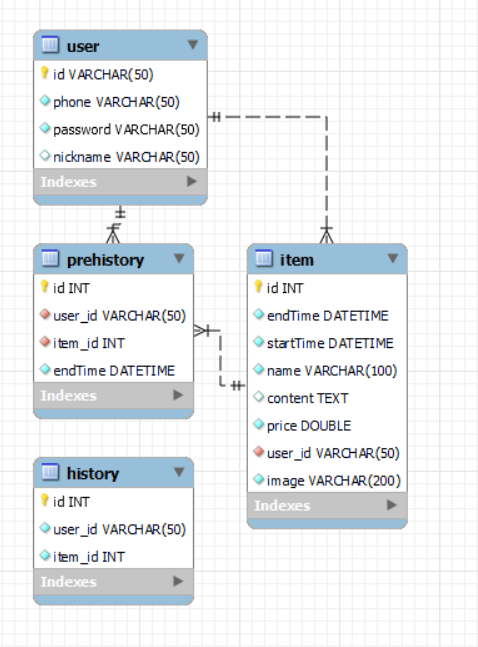 user
id VARCHAR(50)
phone VARCHAR(50)
password VARCHAR(50)
nickname VARCHAR(50)
Indexes
prehistory
id INT
user_id VARCHAR(50)
item_id INT
endTime DATETIME
Indexes
item
id INT
endTime DATETIME
startTime DATETIME
name VARCHAR(100)
content TEXT
price DOUBLE
user_id VARCHAR(50)
image VARCHAR(200)
Indexes
history
id INT
user_id VARCHAR(50)
item_id INT
Indexes